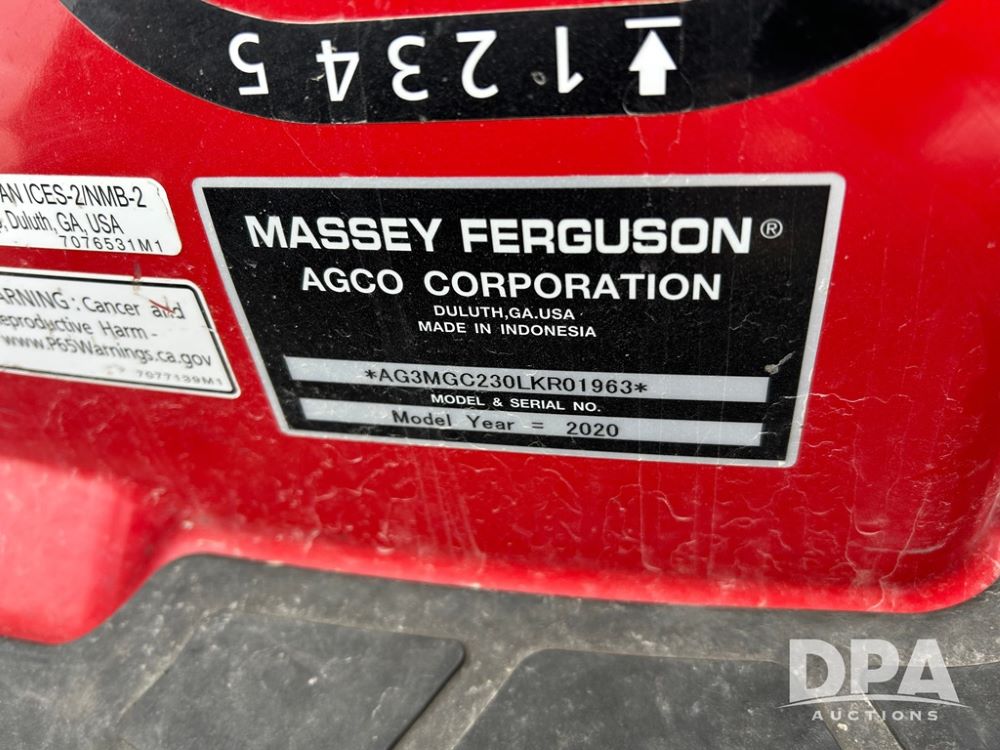 5 4 3 2 1
AN ICES-2/NMB-2
, Duluth, GA, USA
7076531M1
ARNING: Cancer and
eproductive Harm -
www.P65Warnings.ca.gov
7077139M1
MASSEY FERGUSON®
AGCO CORPORATION
DULUTH,GA.USA
MADE IN INDONESIA
*AG3MGC230LKR01963*
MODEL & SERIAL NO.
Model Year = 2020
DPA
AUCTIONS